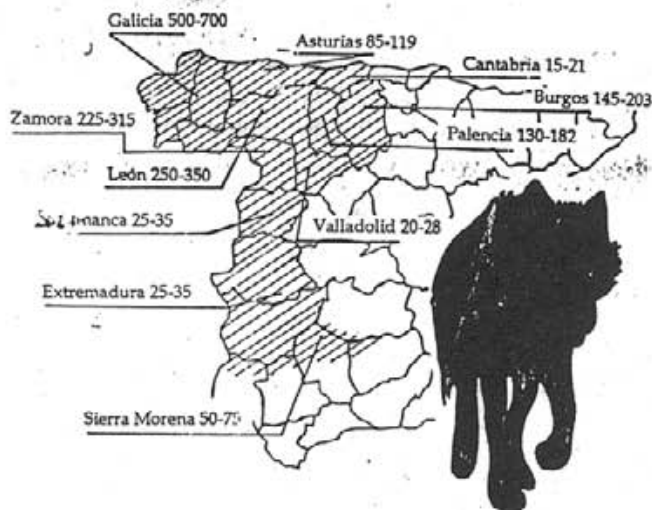 Galicia 500-700
Asturias 85-119
Cantabria 15-21
Burgos 145-203
Zamora 225-315
Palencia 130-182
León 250-350
25-35
Valladolid 20-28
Extremadura 25-35
Sierra Morena 50-75